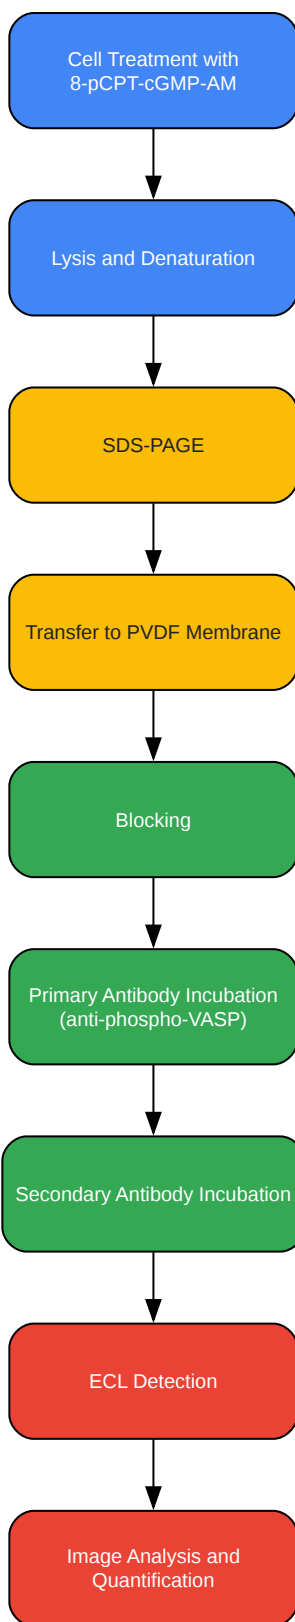 Cell Treatment with
8-pCPT-cGMP-AM
Lysis and Denaturation
SDS-PAGE
Transfer to PVDF Membrane
Blocking
Primary Antibody Incubation
(anti-phospho-VASP)
Secondary Antibody Incubation
ECL Detection
Image Analysis and
Quantification